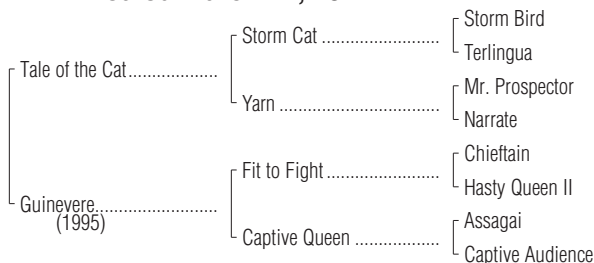 Storm Bird
Storm Cat ........................
Terlingua
Tale of the Cat..................
Mr. Prospector
Yarn ................................
Narrate
Chieftain
Fit to Fight .......................
Hasty Queen II
Guinevere.........................
(1995)
Assagai
Captive Queen .................
Captive Audience